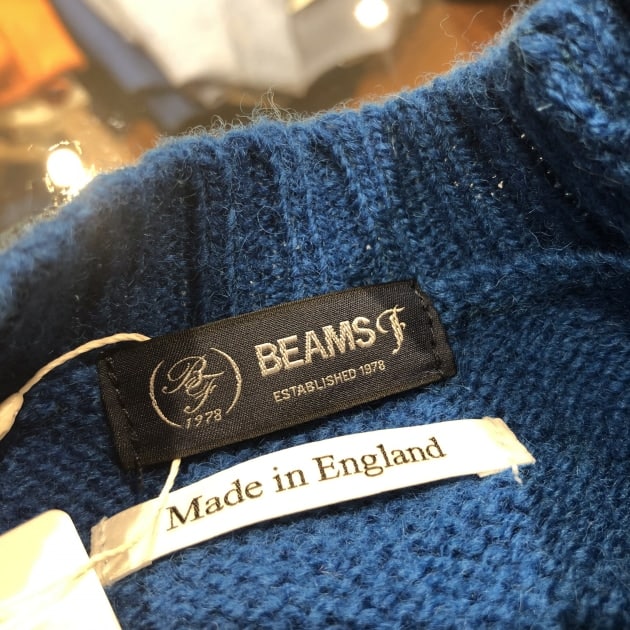 BF
1978
BEAMS F
ESTABLISHED 1978
Made in England